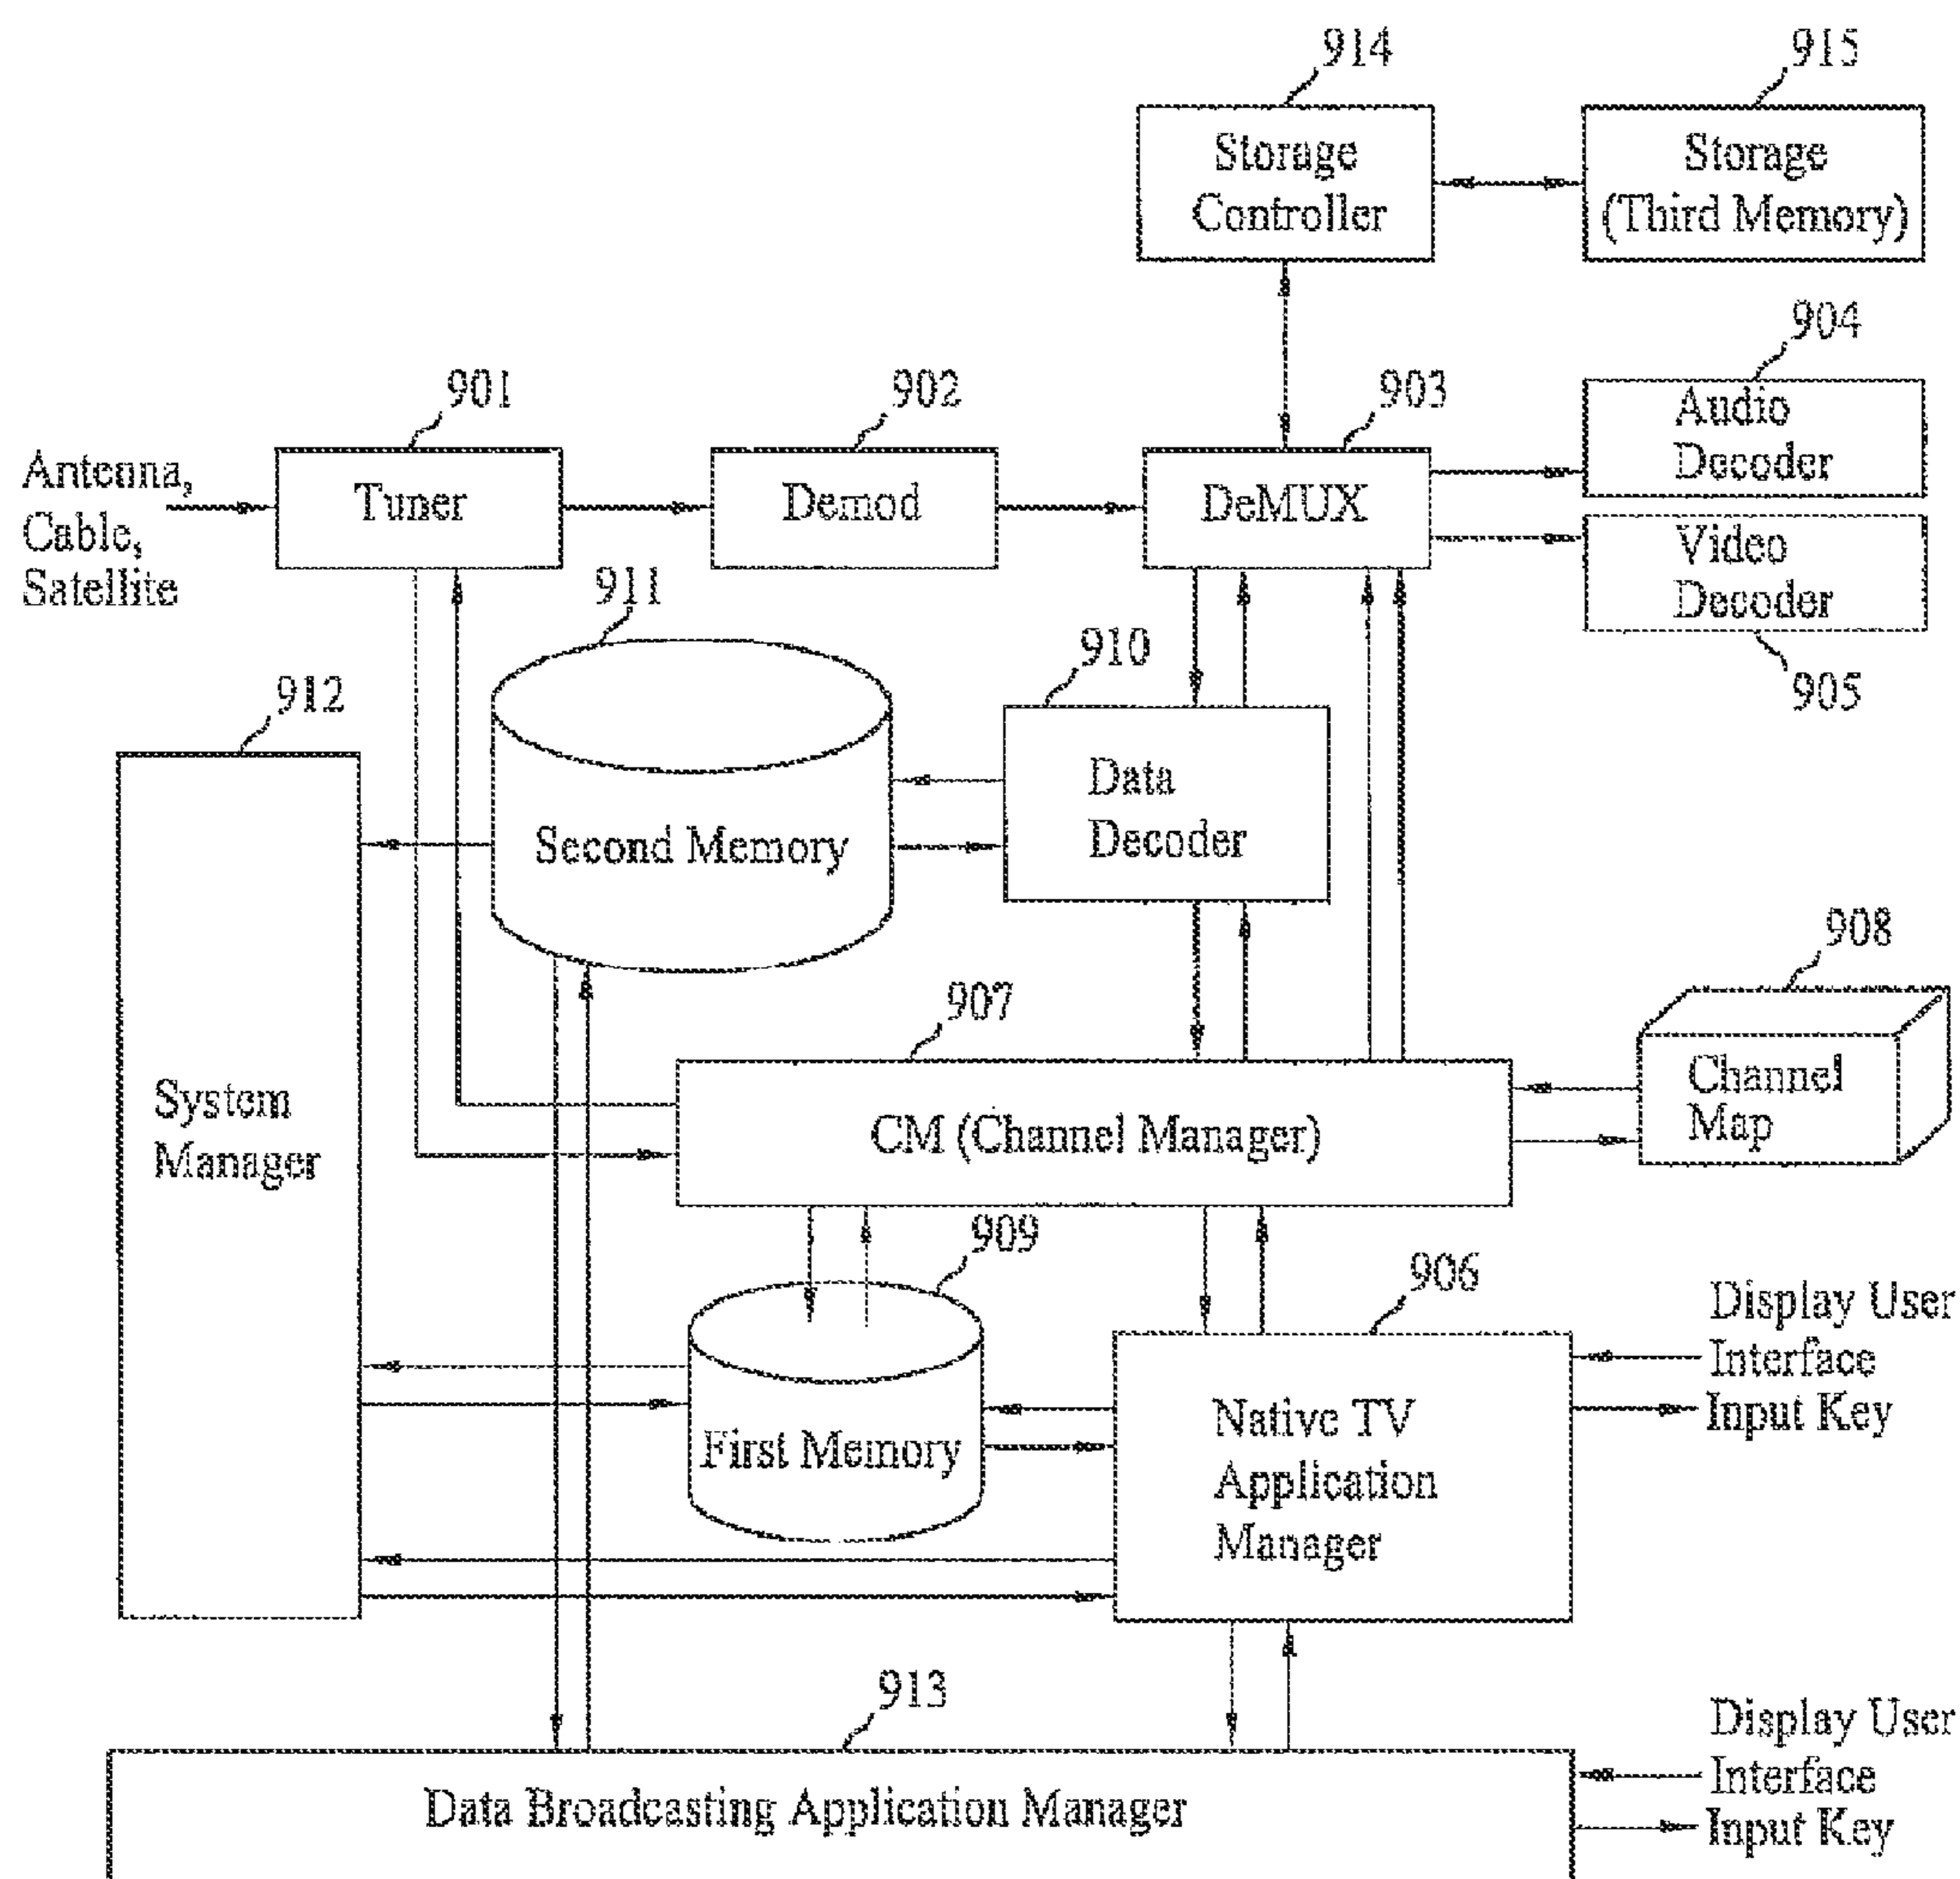 914
915
Storage
Controller
Storage
(Third Memory)
904
901
902
903
Audio
Decoder
Antenna,
Cable,
Satellite
Tuner
Demod
DeMUX
Video
Decoder
905
911
910
912
Second Memory
Data
Decoder
908
907
System
Manager
CM (Channel Manager)
Channel
Map
909
906
First Memory
Native TV
Application
Manager
Display User
Interface
Input Key
913
Data Broadcasting Application Manager
Display User
Interface
Input Key